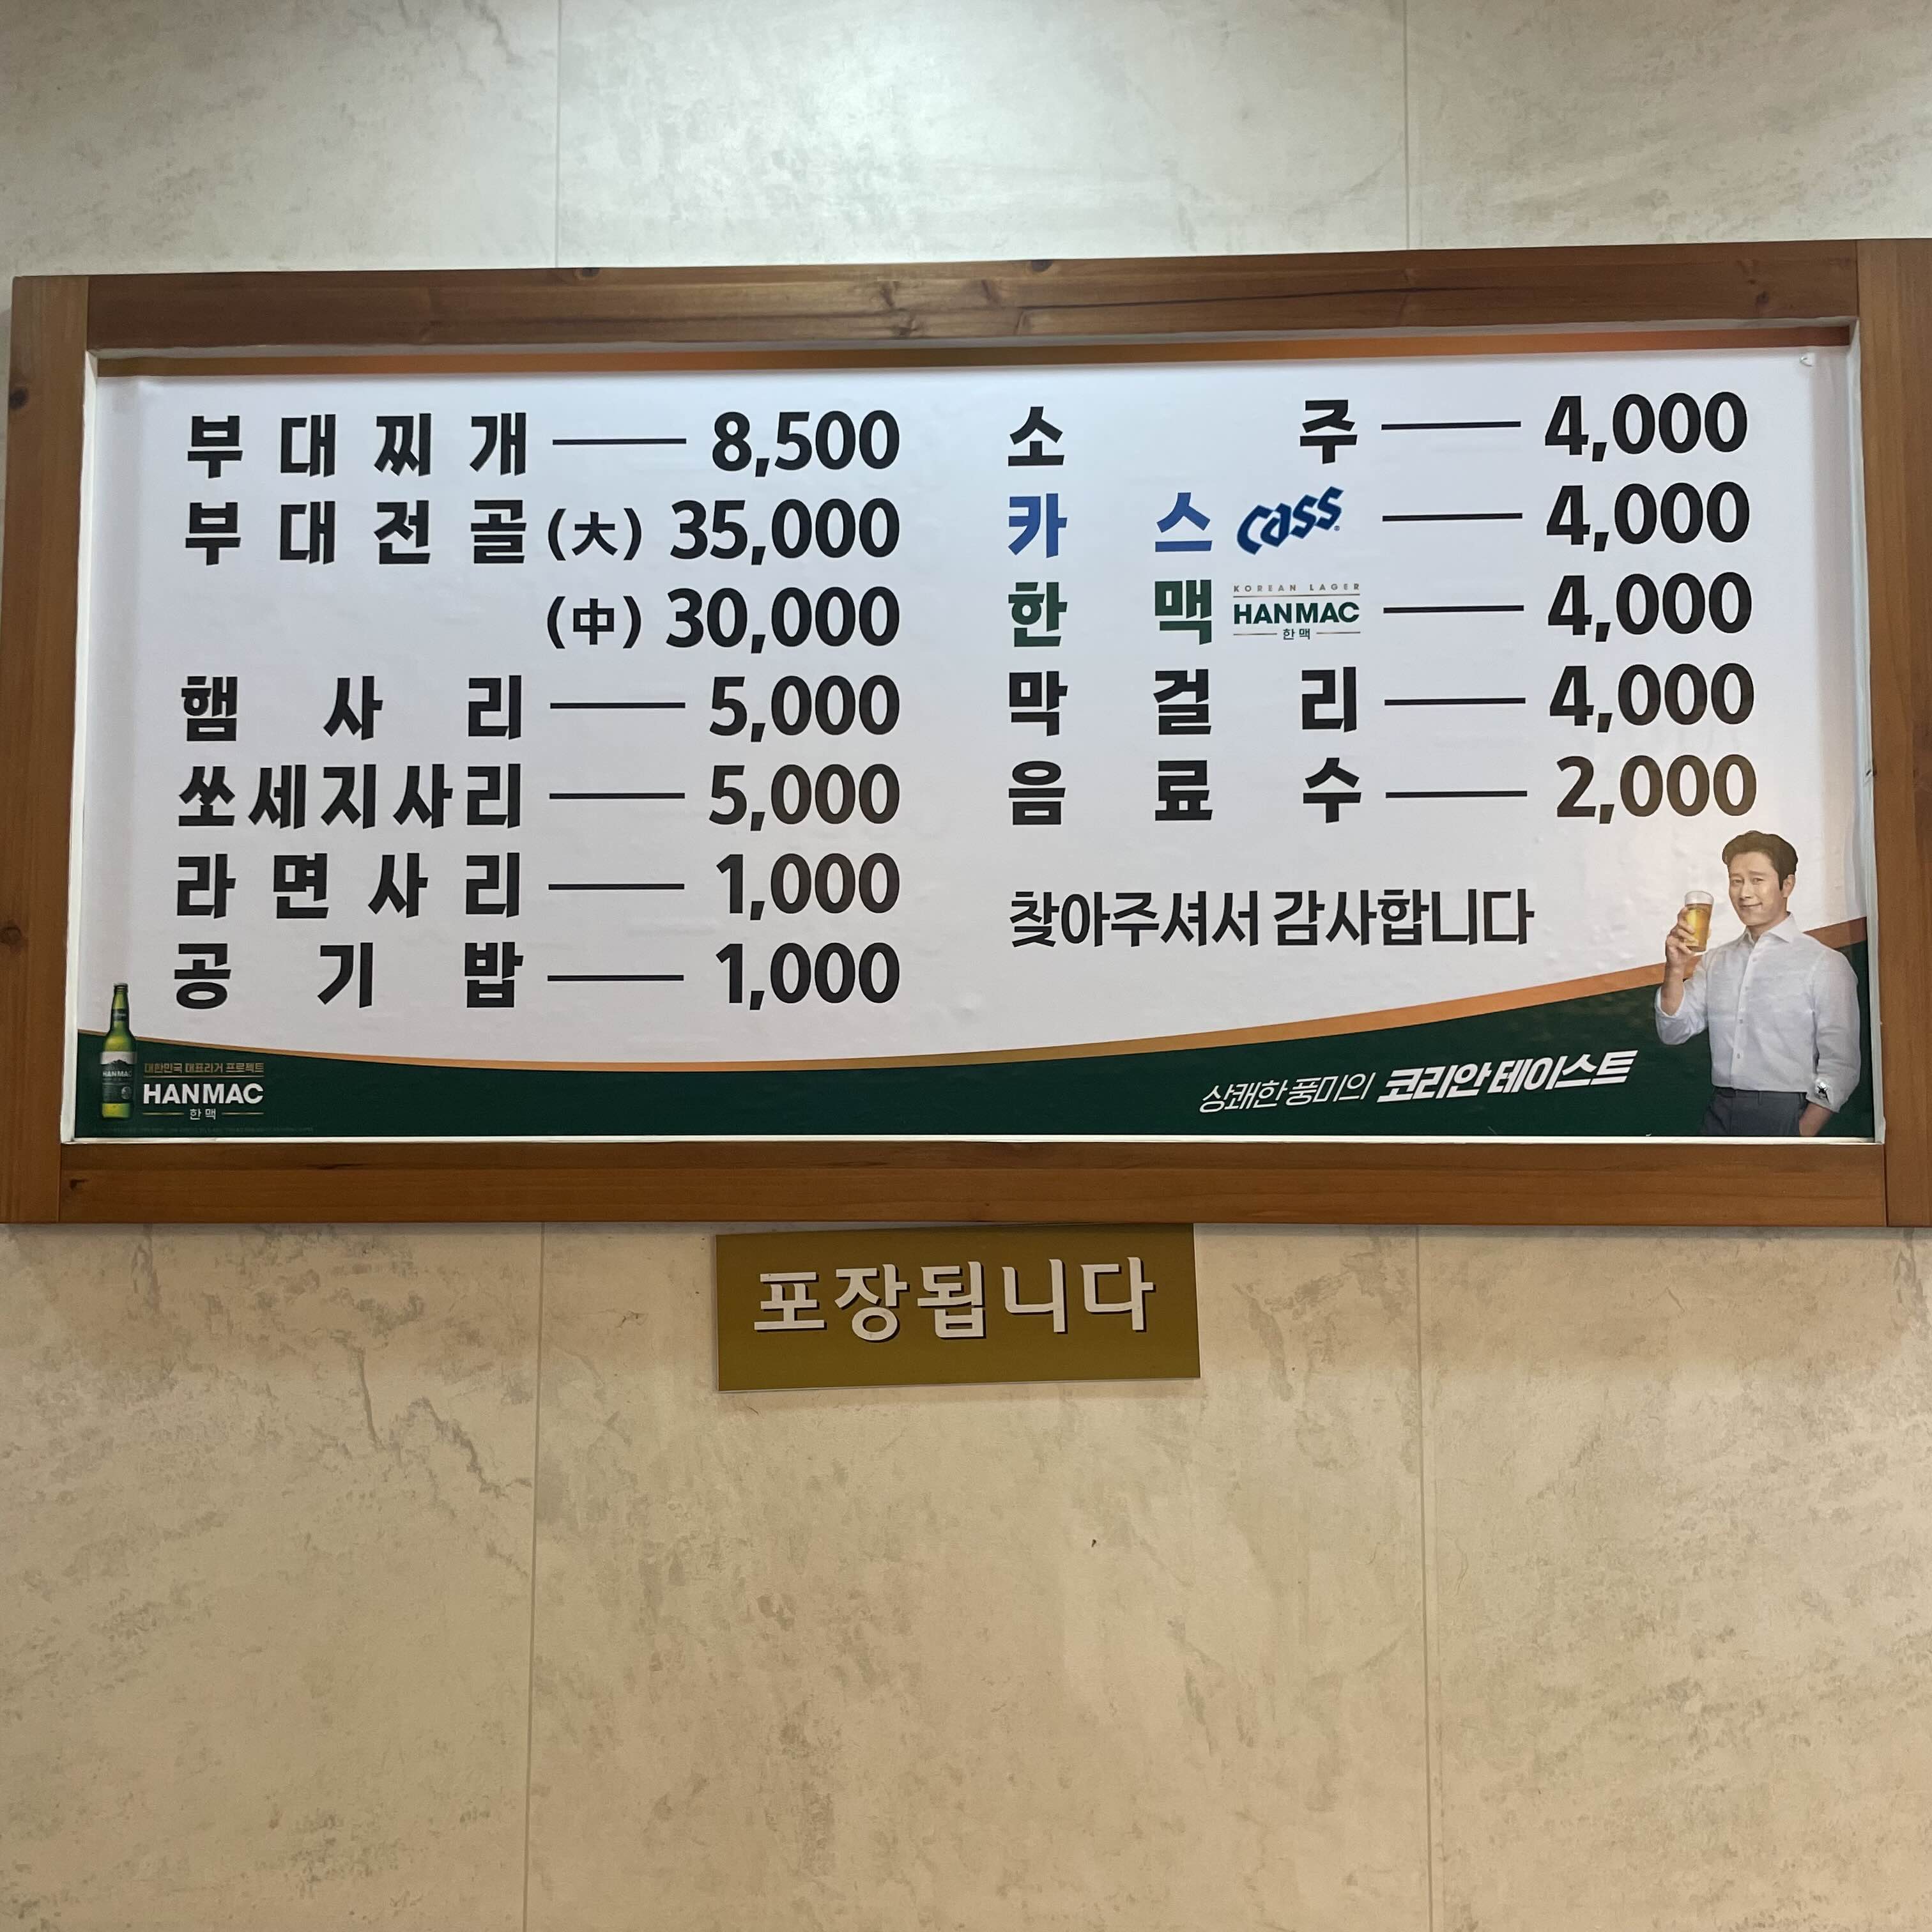 부대찌개 8,500
부대전골 (大) 35,000
(中) 30,000
햄사리 5,000
쏘세지사리 5,000
라면사리 1,000
공기밥 1,000
소주 4,000
카스 cass 4,000
한맥 KOREAN LAGER HANMAC 한맥 4,000
막걸리 4,000
음료수 2,000
찾아주셔서 감사합니다
HANMAC
대한민국 대표라거 프로젝트
HANMAC
한맥
상쾌한 풍미의 코리안 테이스트
포장됩니다